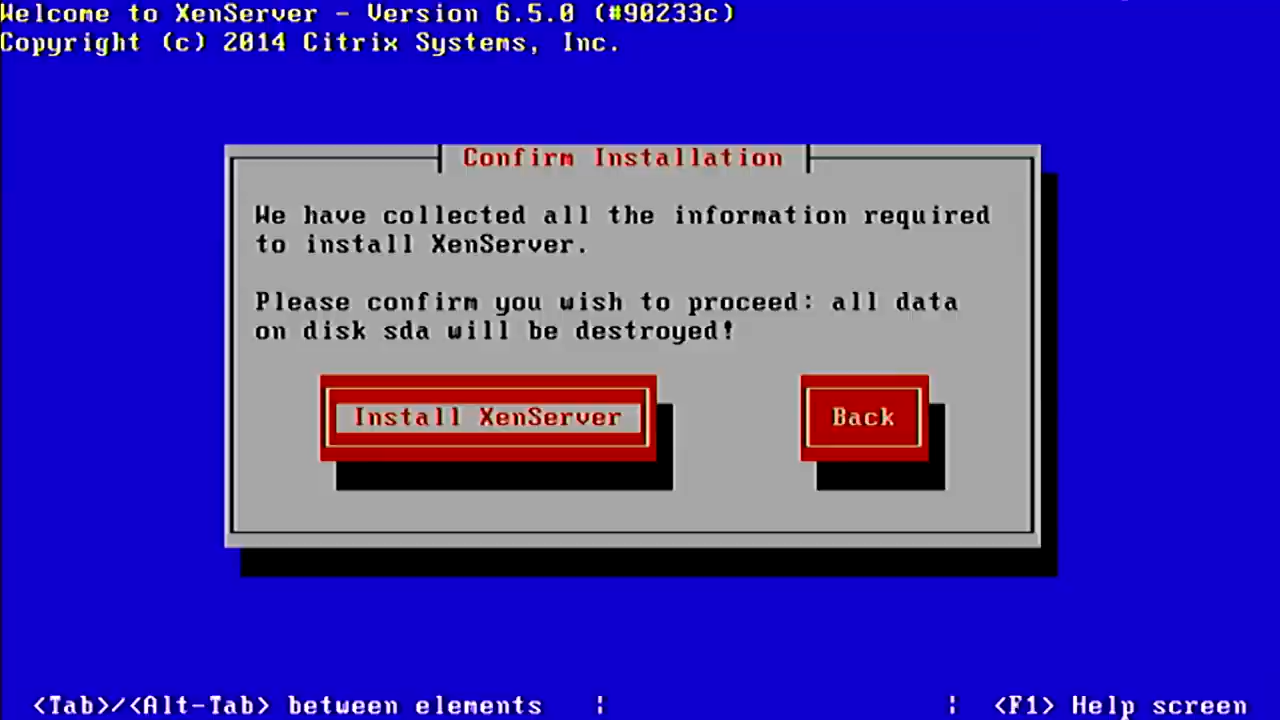 Welcome to XenServer - Version 6.5.0 (#90233c)
Copyright (c) 2014 Citrix Systems, Inc.
Confirm Installation
We have collected all the information required
to install XenServer.
Please confirm you wish to proceed: all data
on disk sda will be destroyed!
Install XenServer
Back
<Tab>/<Alt-Tab> between elements | | <F1> Help screen